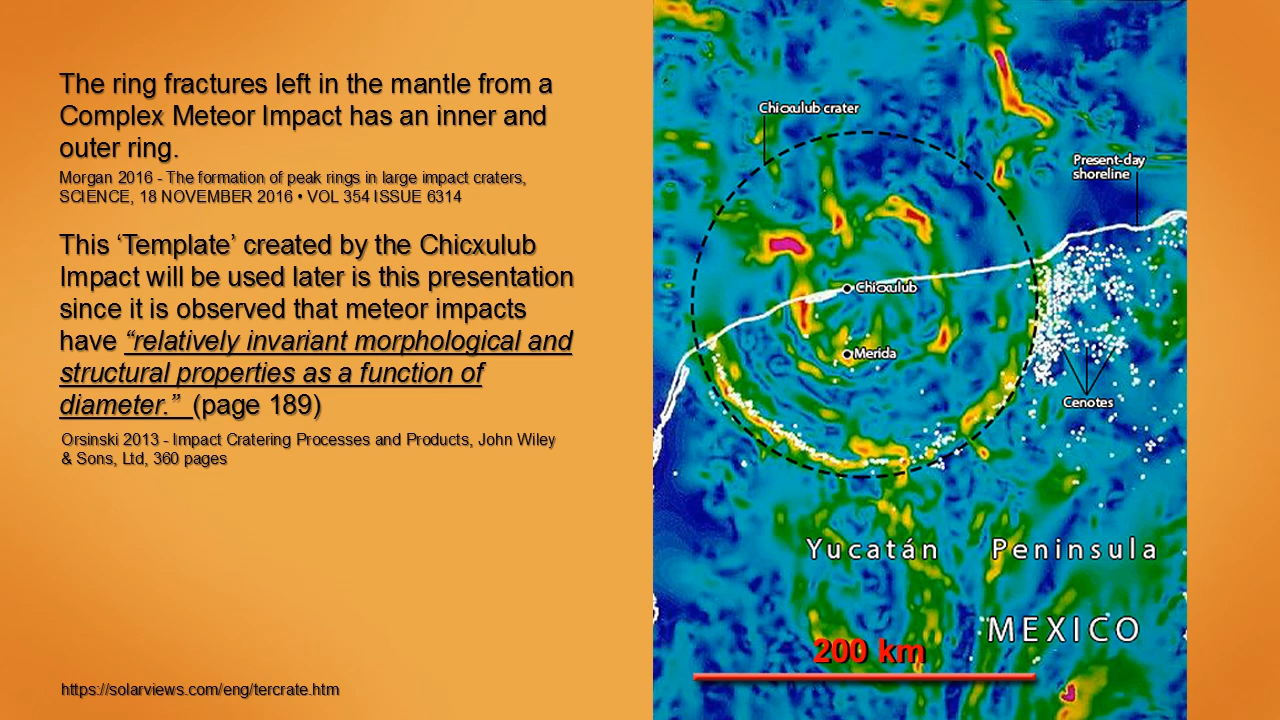 The ring fractures left in the mantle from a
Complex Meteor Impact has an inner and
outer ring.
Morgan 2016 - The formation of peak rings in large impact craters,
SCIENCE, 18 NOVEMBER 2016 • VOL 354 ISSUE 6314
This ‘Template’ created by the Chicxulub
Impact will be used later is this presentation
since it is observed that meteor impacts
have “relatively invariant morphological and
structural properties as a function of
diameter.” (page 189)
Orsinski 2013 - Impact Cratering Processes and Products, John Wiley
& Sons, Ltd, 360 pages
https://solarviews.com/eng/tercrate.htm
Chicxulub crater
Present-day
shoreline
Chicxulub
Merida
Cenotes
Yucatán Peninsula
MEXICO
200 km